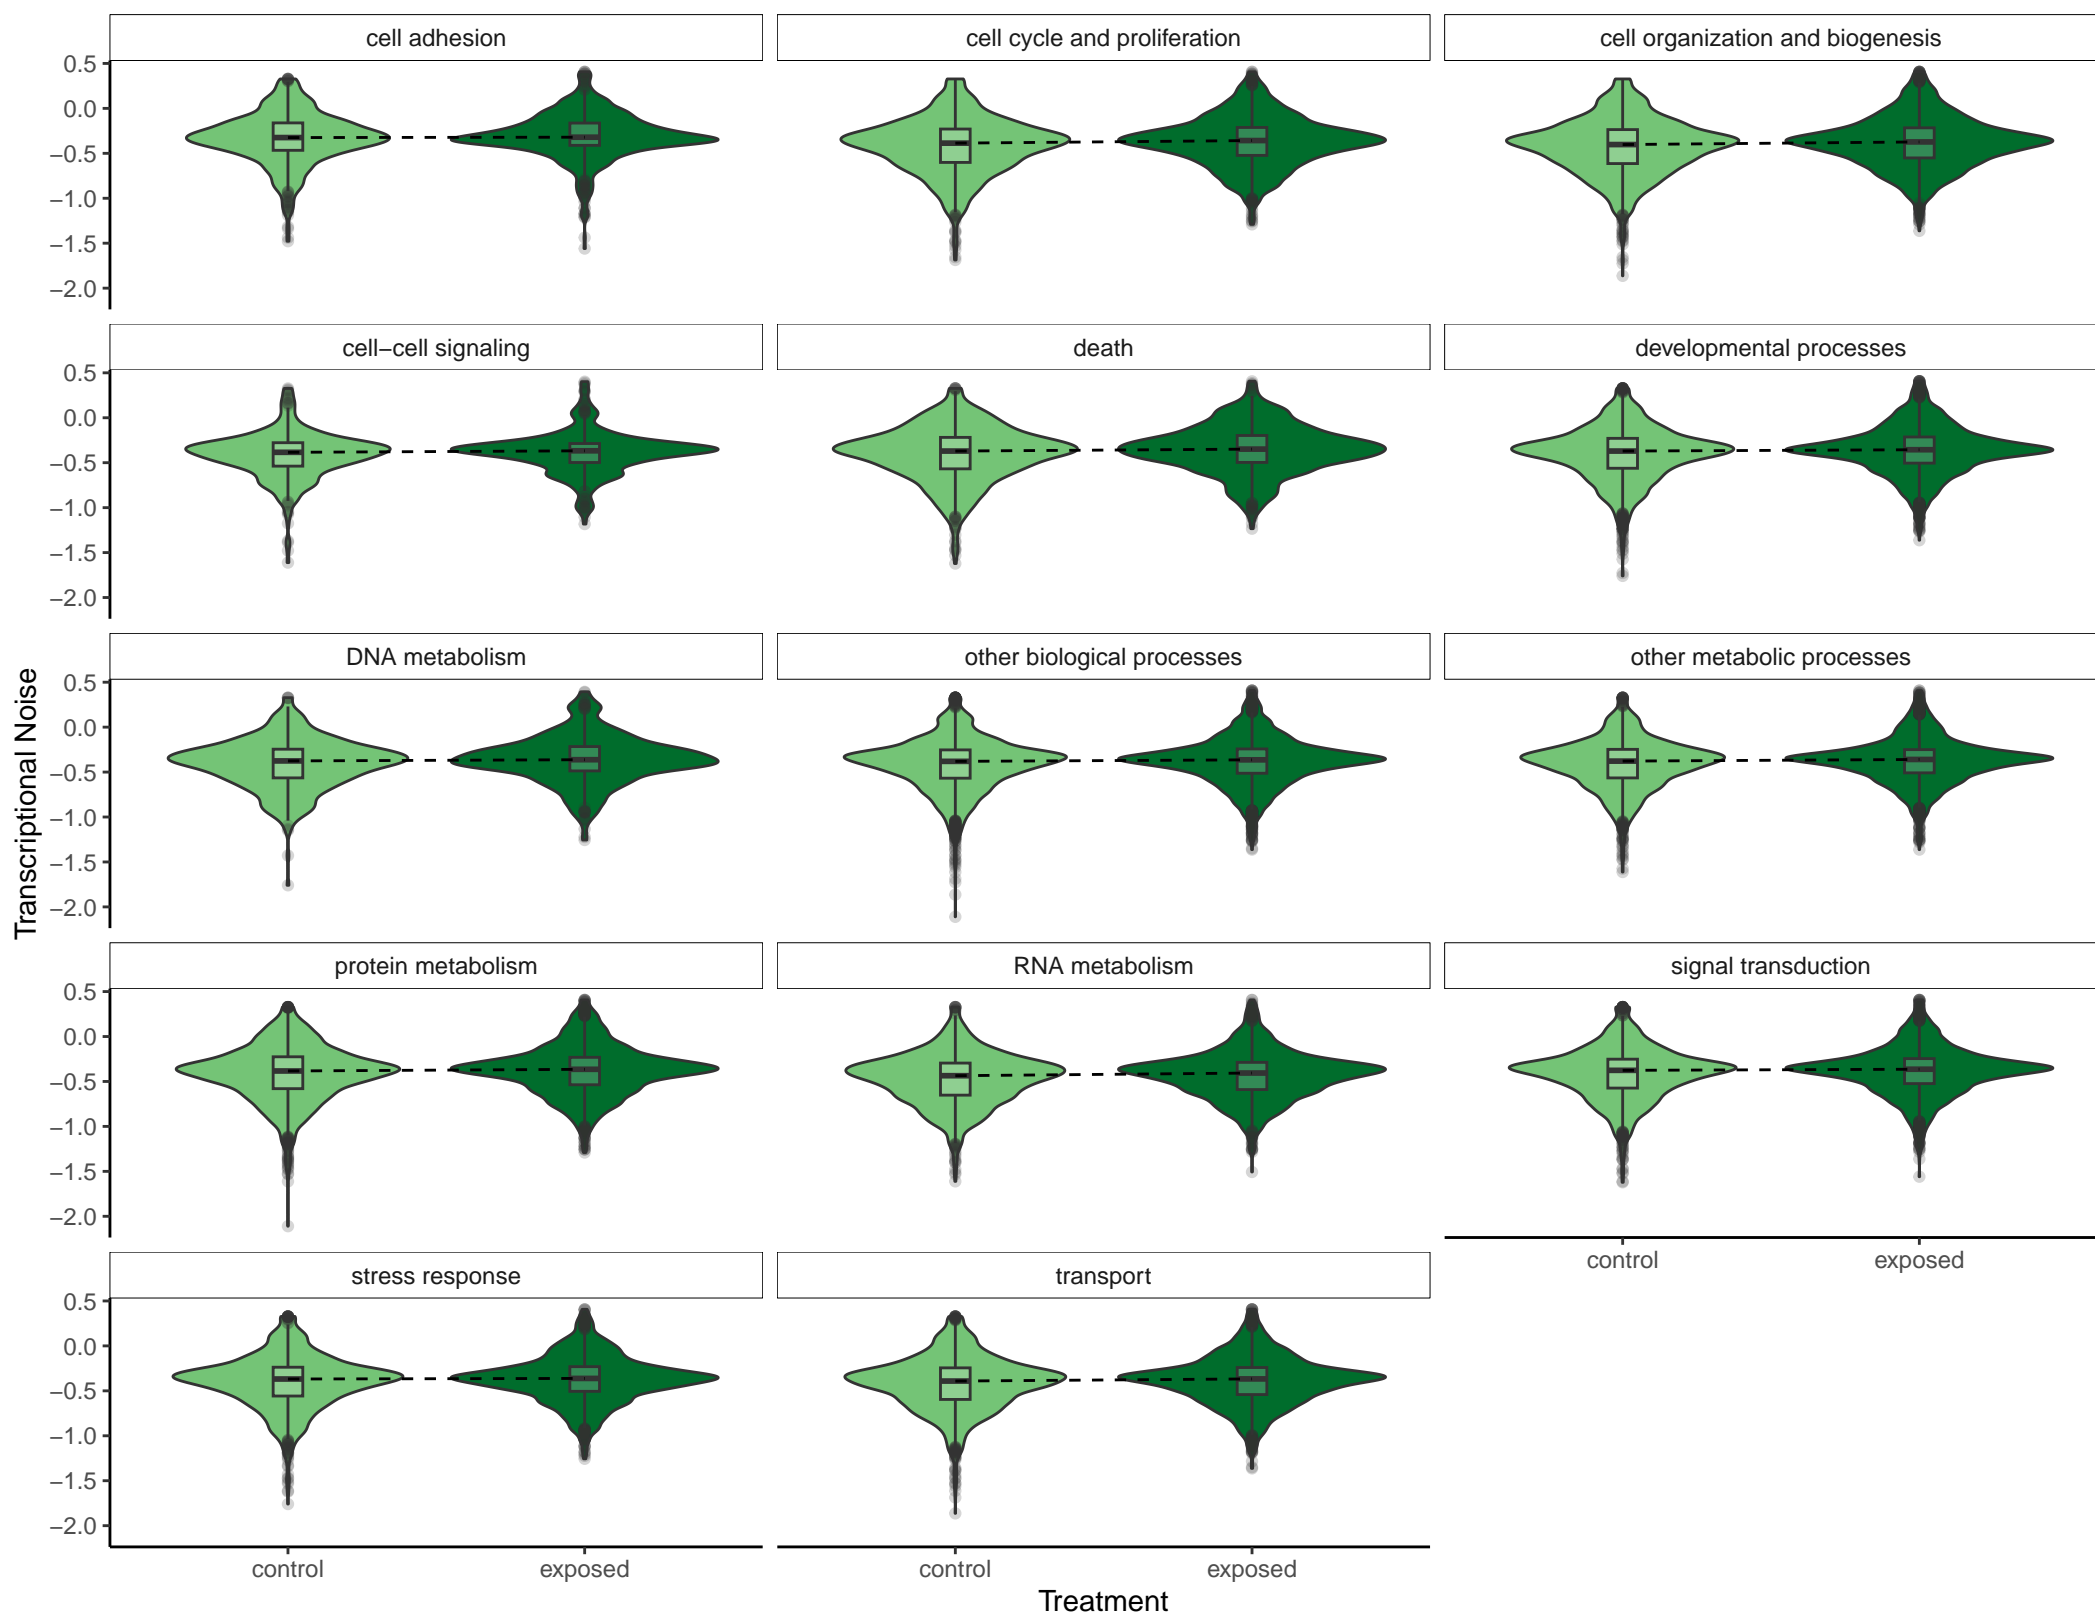 cell adhesion
cell cycle and proliferation
cell organization and biogenesis
0.5
0.0
−0.5
−1.0
−1.5
−2.0
cell−cell signaling
death
developmental processes
0.5
0.0
−0.5
−1.0
−1.5
−2.0
DNA metabolism
other biological processes
other metabolic processes
0.5
0.0
−0.5
−1.0
−1.5
−2.0
Transcriptional Noise
protein metabolism
RNA metabolism
signal transduction
0.5
0.0
−0.5
−1.0
−1.5
−2.0
control
exposed
stress response
transport
0.5
0.0
−0.5
−1.0
−1.5
−2.0
control
exposed
control
exposed
Treatment